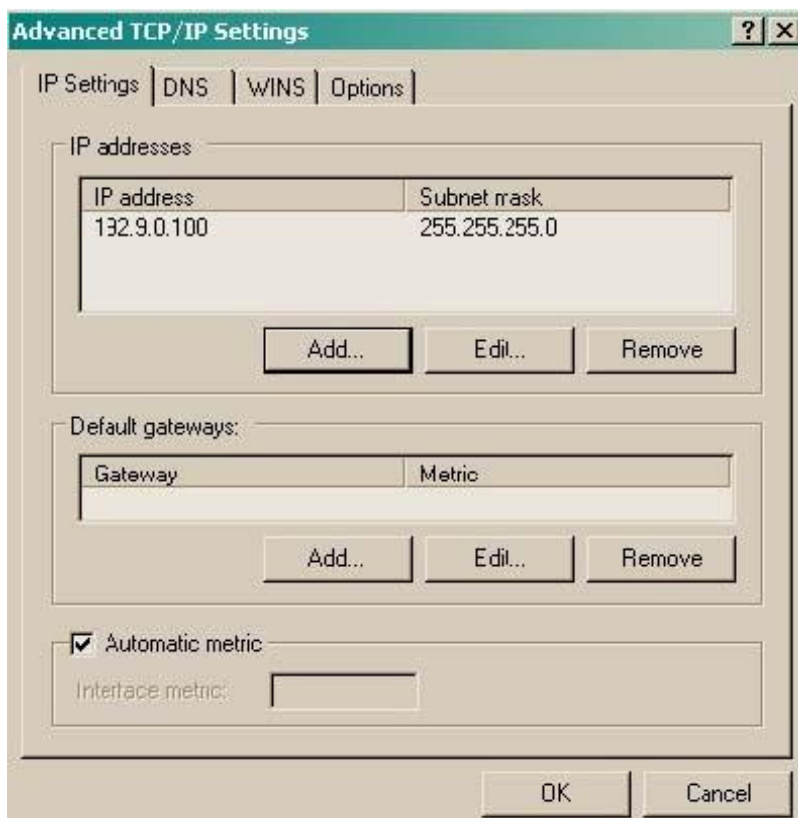 Advanced TCP/IP Settings
IP Settings DNS WINS Options
IP addresses
IP address Subnet mask
132.9.0.100 255.255.255.0
Add... Edit... Remove
Default gateways:
Gateway Metric
Add... Edit... Remove
Automatic metric
Interface metric:
OK Cancel